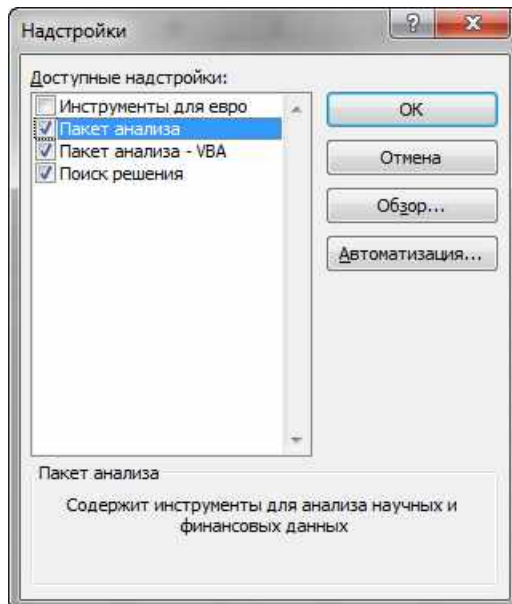 Надстройки
Доступные надстройки:
Инструменты для евро
Пакет анализа
Пакет анализа - VBA
Поиск решения
ОК
Отмена
Обзор...
Автоматизация...
Пакет анализа
Содержит инструменты для анализа научных и
финансовых данных